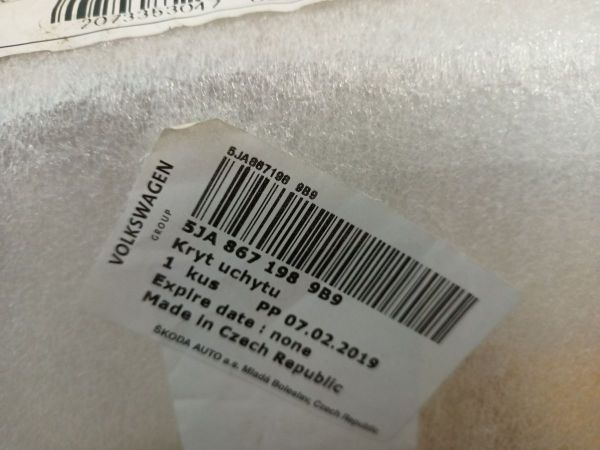 VOLKSWAGEN
GROUP
5JA867198 9B9
5JA 867 198 9B9
Kryt uchytu
1 kus PP 07.02.2019
Expire date : none
Made in Czech Republic
ŠKODA AUTO a.s. Mladá Boleslav, Czech Republic